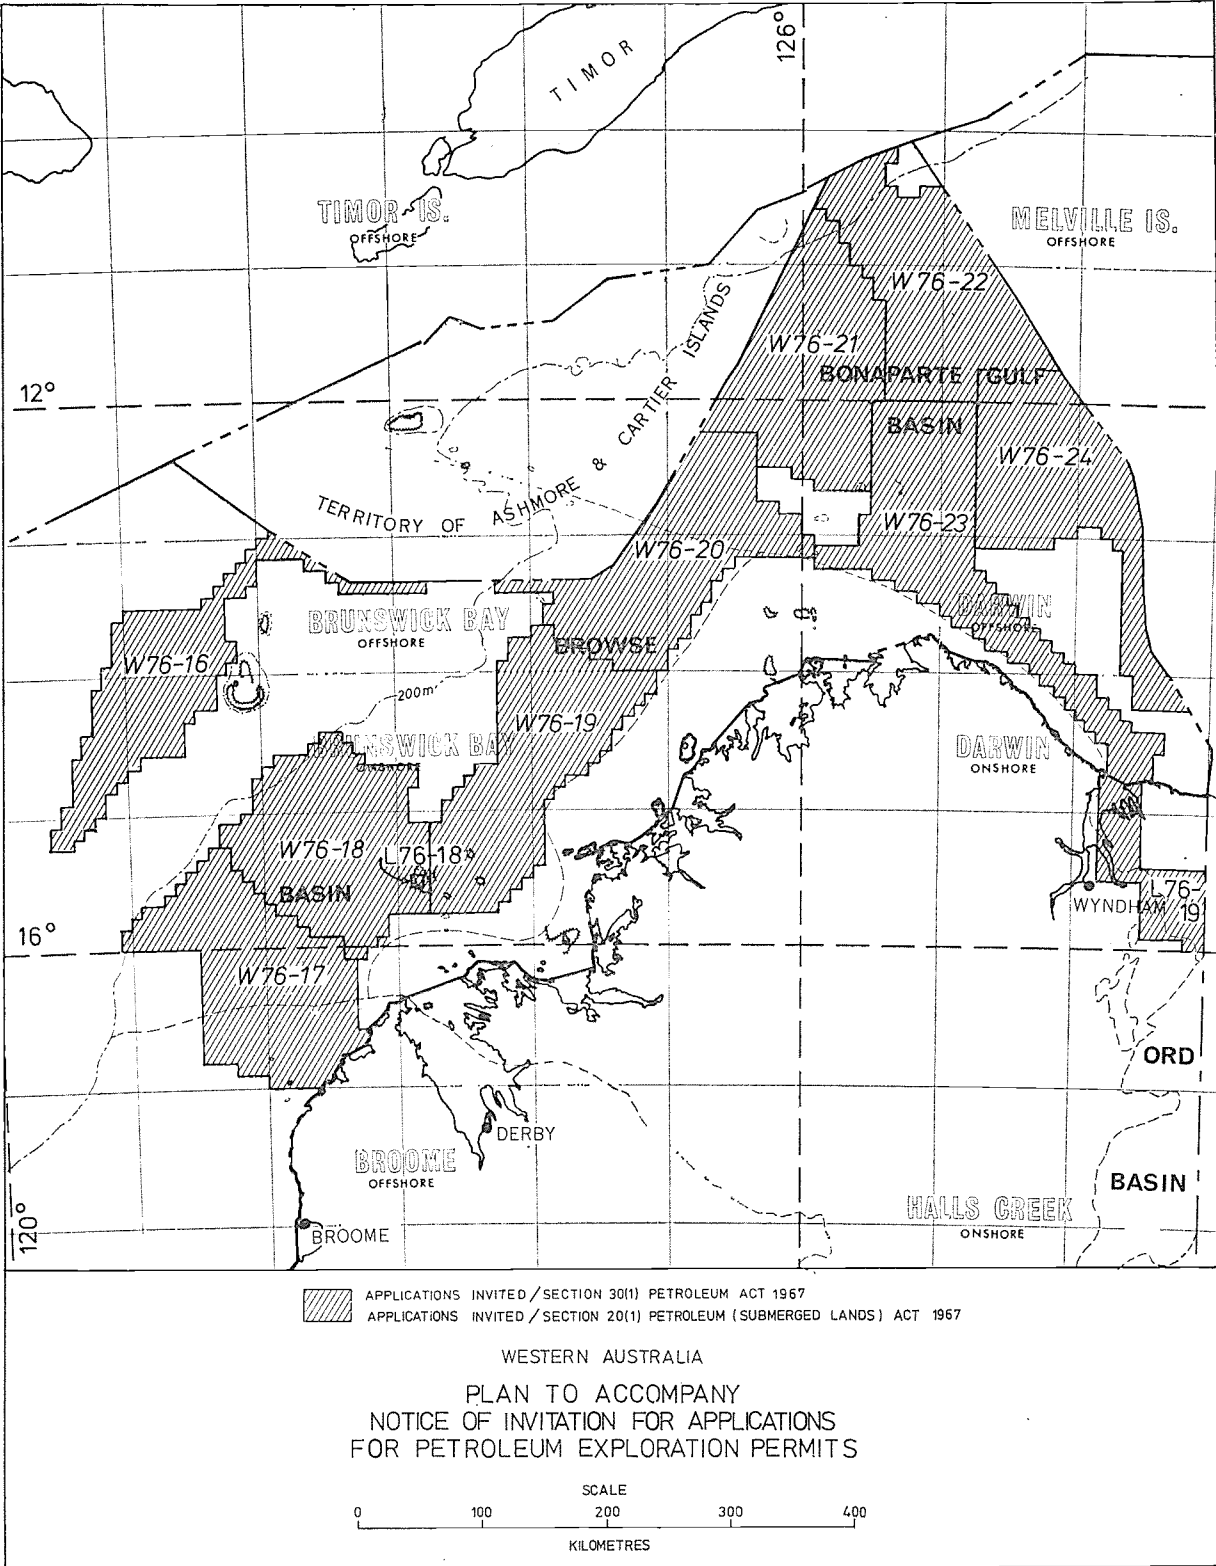 126°
TIMOR
TIMOR IS.
OFFSHORE
MELVILLE IS.
OFFSHORE
W76-22
W76-21
BONAPARTE GULF
BASIN
12°
W76-24
TERRITORY OF ASHMORE & CARTIER ISLANDS
W76-23
W76-20
BRUNSWICK BAY
OFFSHORE
DARWIN
OFFSHORE
BROWSE
W76-16
200m
W76-19
BRUNSWICK BAY
ONSHORE
DARWIN
ONSHORE
W76-18
L76-18
BASIN
L76-
19
WYNDHAM
16°
W76-17
ORD
DERBY
BROOME
OFFSHORE
BASIN
HALLS CREEK
ONSHORE
120°
BROOME
APPLICATIONS INVITED / SECTION 30(1) PETROLEUM ACT 1967
APPLICATIONS INVITED / SECTION 20(1) PETROLEUM (SUBMERGED LANDS) ACT 1967
WESTERN AUSTRALIA
PLAN TO ACCOMPANY
NOTICE OF INVITATION FOR APPLICATIONS
FOR PETROLEUM EXPLORATION PERMITS
SCALE
0 100 200 300 400
KILOMETRES